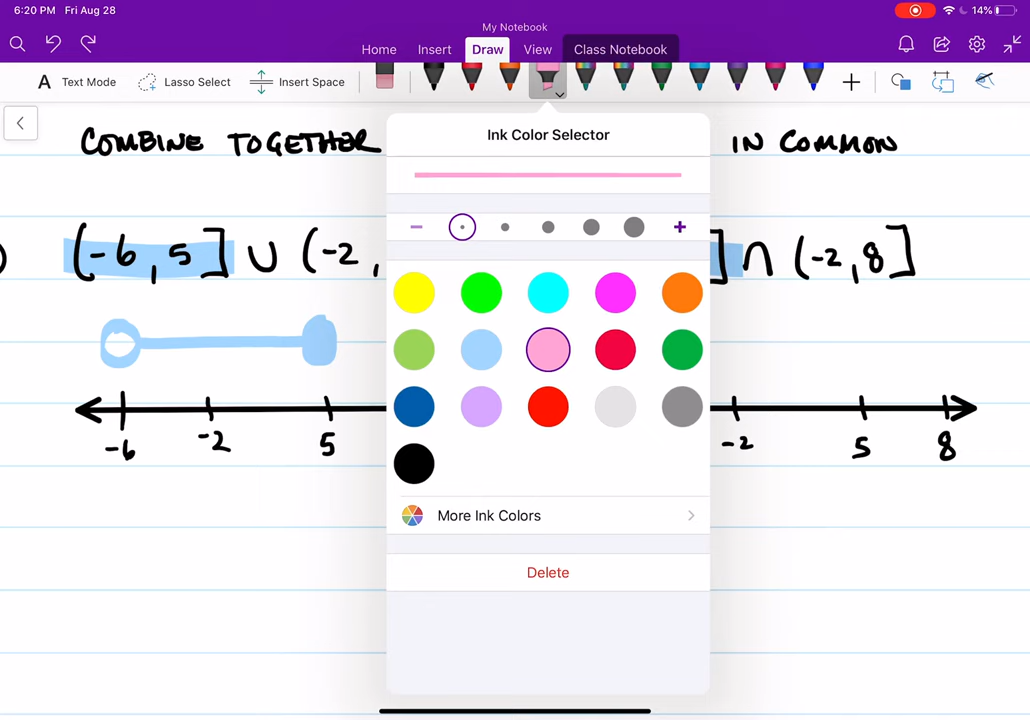 6:20 PM Fri Aug 28 14%
My Notebook
Home Insert Draw View Class Notebook
A Text Mode Lasso Select Insert Space
COMBINE TOGETHER IN COMMON
Ink Color Selector
) (-6,5] ∪ (-2, ] ∩ (-2,8]
-6 -2 5 -2 5 8
More Ink Colors
Delete